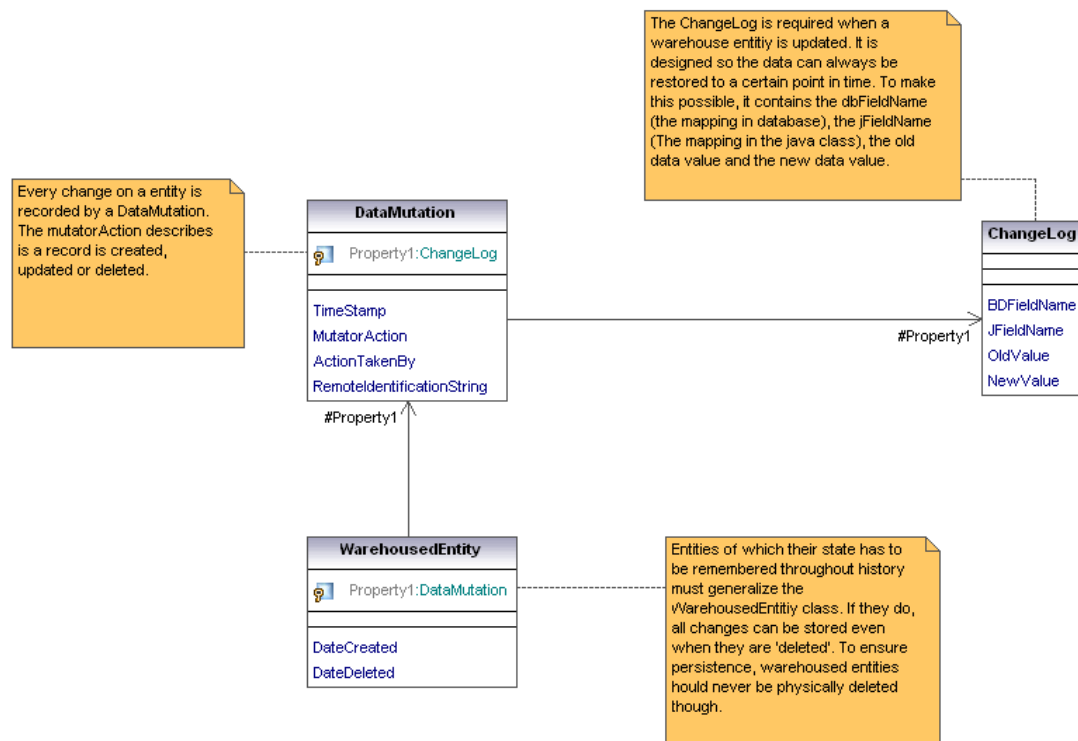 The ChangeLog is required when a
warehouse entitiy is updated. It is
designed so the data can always be
restored to a certain point in time. To make
this possible, it contains the dbFieldName
(the mapping in database), the jFieldName
(The mapping in the java class), the old
data value and the new data value.
Every change on a entity is
recorded by a DataMutation.
The mutatorAction describes
is a record is created,
updated or deleted.
DataMutation
Property1:ChangeLog
TimeStamp
MutatorAction
ActionTakenBy
RemoteIdentificationString
ChangeLog
BDFieldName
JFieldName
OldValue
NewValue
#Property1
#Property1
WarehousedEntity
Property1:DataMutation
DateCreated
DateDeleted
Entities of which their state has to
be remembered throughout history
must generalize the
WarehousedEntitiy class. If they do,
all changes can be stored even
when they are 'deleted'. To ensure
persistence, warehoused entities
hould never be physically deleted
though.